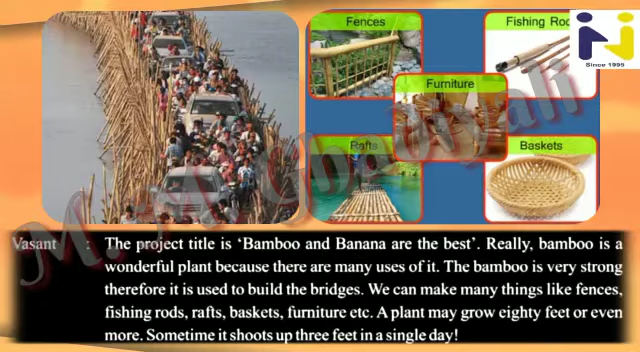 Fences
Fishing Rod
Since 1995
Furniture
Rafts
Baskets
M. A. Ghadiyali
Vasant : The project title is ‘Bamboo and Banana are the best’. Really, bamboo is a
wonderful plant because there are many uses of it. The bamboo is very strong
therefore it is used to build the bridges. We can make many things like fences,
fishing rods, rafts, baskets, furniture etc. A plant may grow eighty feet or even
more. Sometime it shoots up three feet in a single day!